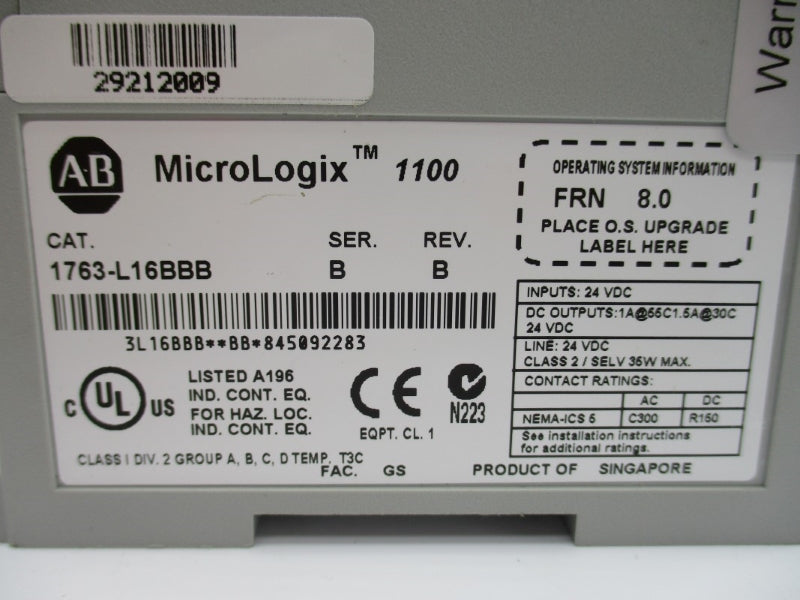 29212009
Warr
AB
MicroLogix™ 1100
OPERATING SYSTEM INFORMATION
FRN 8.0
PLACE O.S. UPGRADE
LABEL HERE
CAT. SER. REV.
1763-L16BBB B B
3L16BBB**BB*845092283
INPUTS: 24 VDC
DC OUTPUTS:1A@55C1.5A@30C
24 VDC
LINE: 24 VDC
CLASS 2 / SELV 35W MAX.
CONTACT RATINGS:
AC DC
NEMA-ICS 5 C300 R150
See installation instructions
for additional ratings.
C UL US
LISTED A196
IND. CONT. EQ.
FOR HAZ. LOC.
IND. CONT. EQ.
CE
EQPT. CL. 1
N223
CLASS I DIV. 2 GROUP A, B, C, D TEMP, T3C
FAC. GS PRODUCT OF SINGAPORE